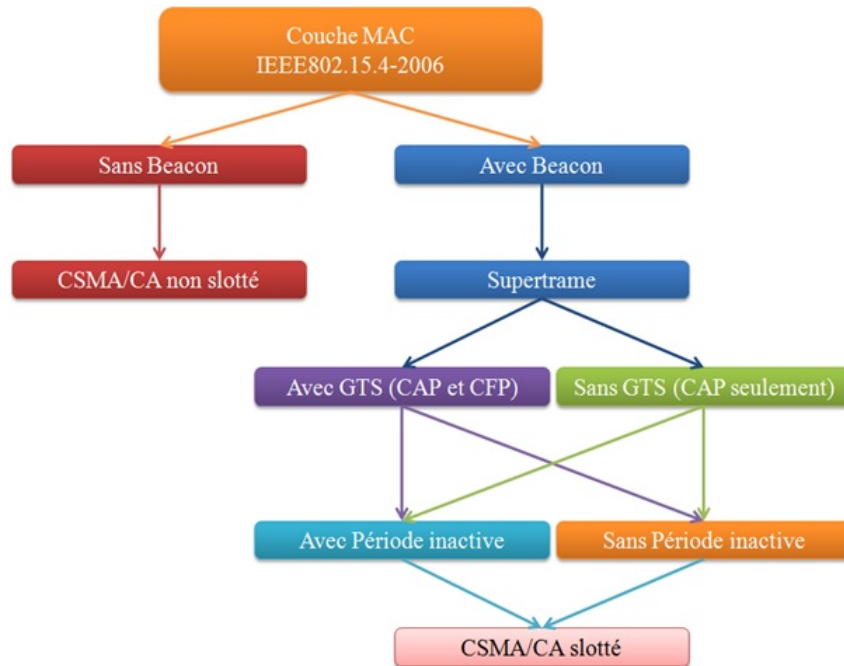 Couche MAC
IEEE802.15.4-2006
Sans Beacon
Avec Beacon
CSMA/CA non slotté
Supertrame
Avec GTS (CAP et CFP)
Sans GTS (CAP seulement)
Avec Période inactive
Sans Période inactive
CSMA/CA slotté